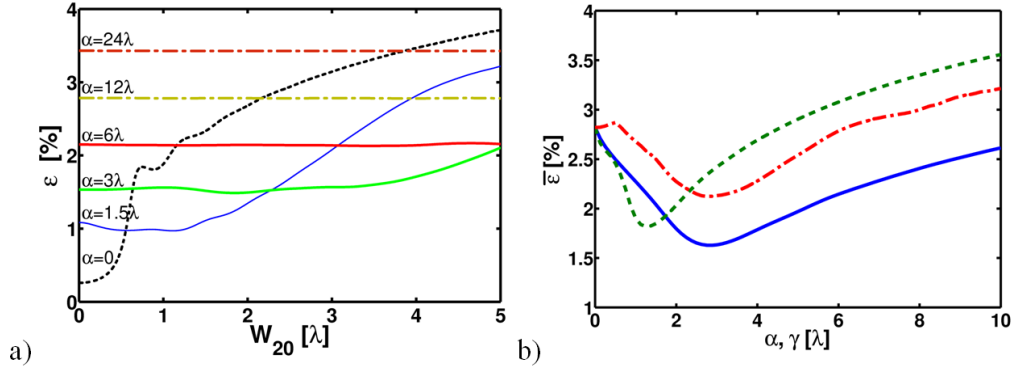 4
3
2
1
0
ε [%]
α=24λ
α=12λ
α=6λ
α=3λ
α=1.5λ
α=0
0 1 2 3 4 5
W20 [λ]
a)
4
3.5
3
2.5
2
1.5
1
ε̅ [%]
0 2 4 6 8 10
α, γ [λ]
b)